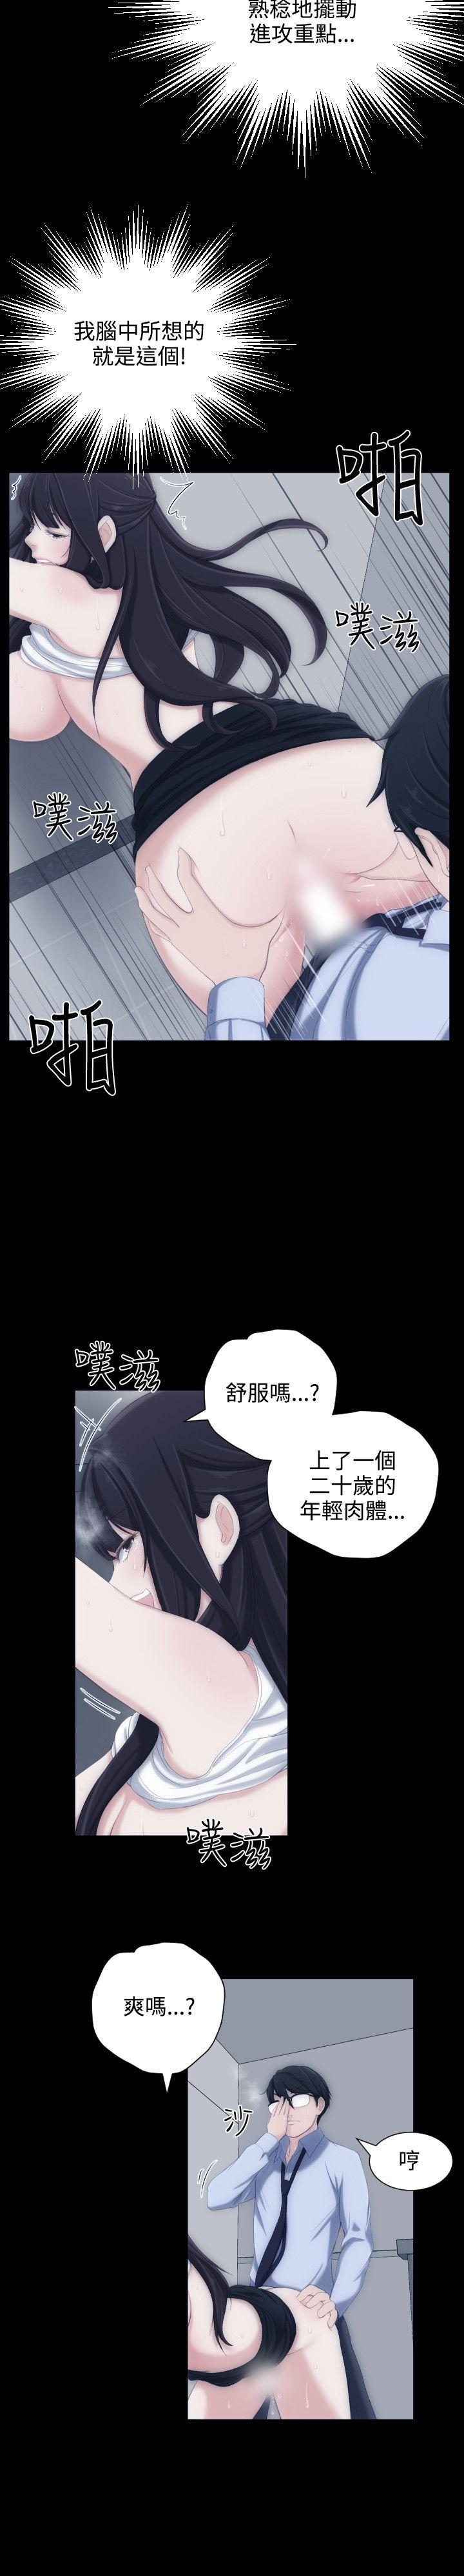 熟稔地擺動
進攻重點...
我腦中所想的
就是這個!
啪
噗滋
噗滋
啪
噗滋
舒服嗎...?
上了一個
二十歲的
年輕肉體...
噗滋
爽嗎...?
沙
哼